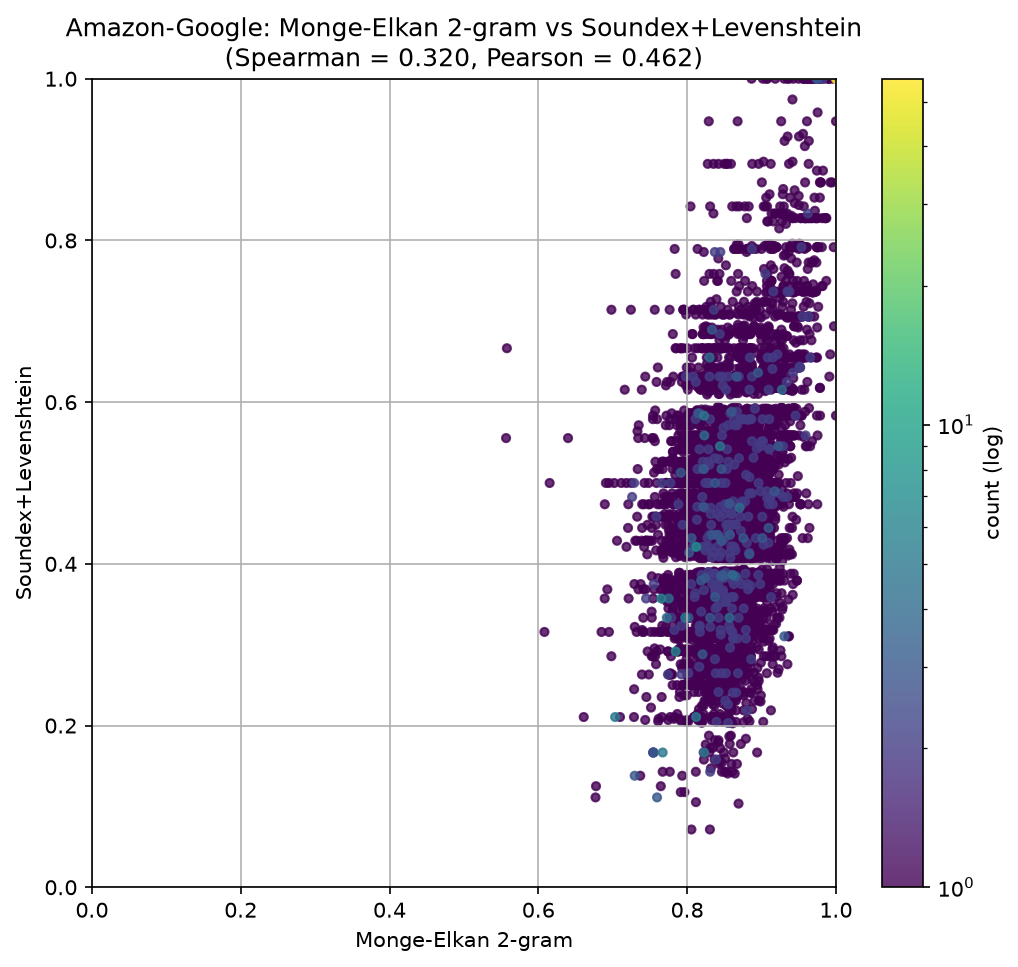 Amazon-Google: Monge-Elkan 2-gram vs Soundex+Levenshtein
(Spearman = 0.320, Pearson = 0.462)
1.0
0.8
0.6
0.4
0.2
0.0
Soundex+Levenshtein
0.0 0.2 0.4 0.6 0.8 1.0
Monge-Elkan 2-gram
10¹
10⁰
count (log)